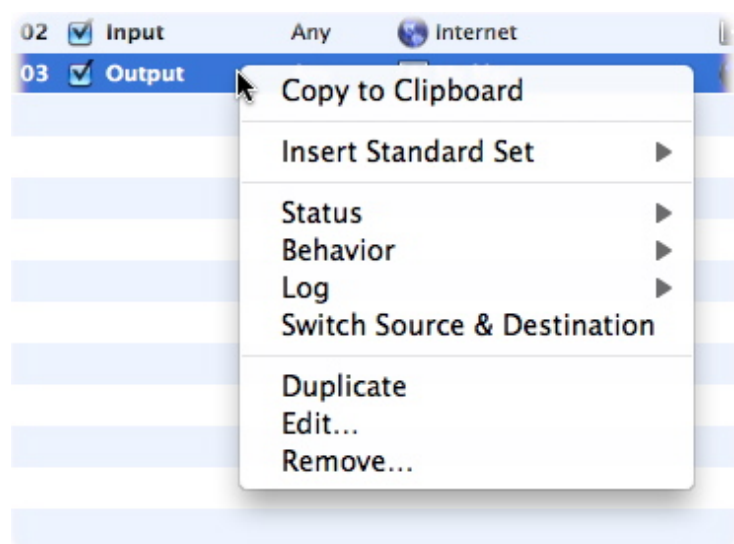 02 Input Any Internet
03 Output
Copy to Clipboard
Insert Standard Set
Status
Behavior
Log
Switch Source & Destination
Duplicate
Edit...
Remove...